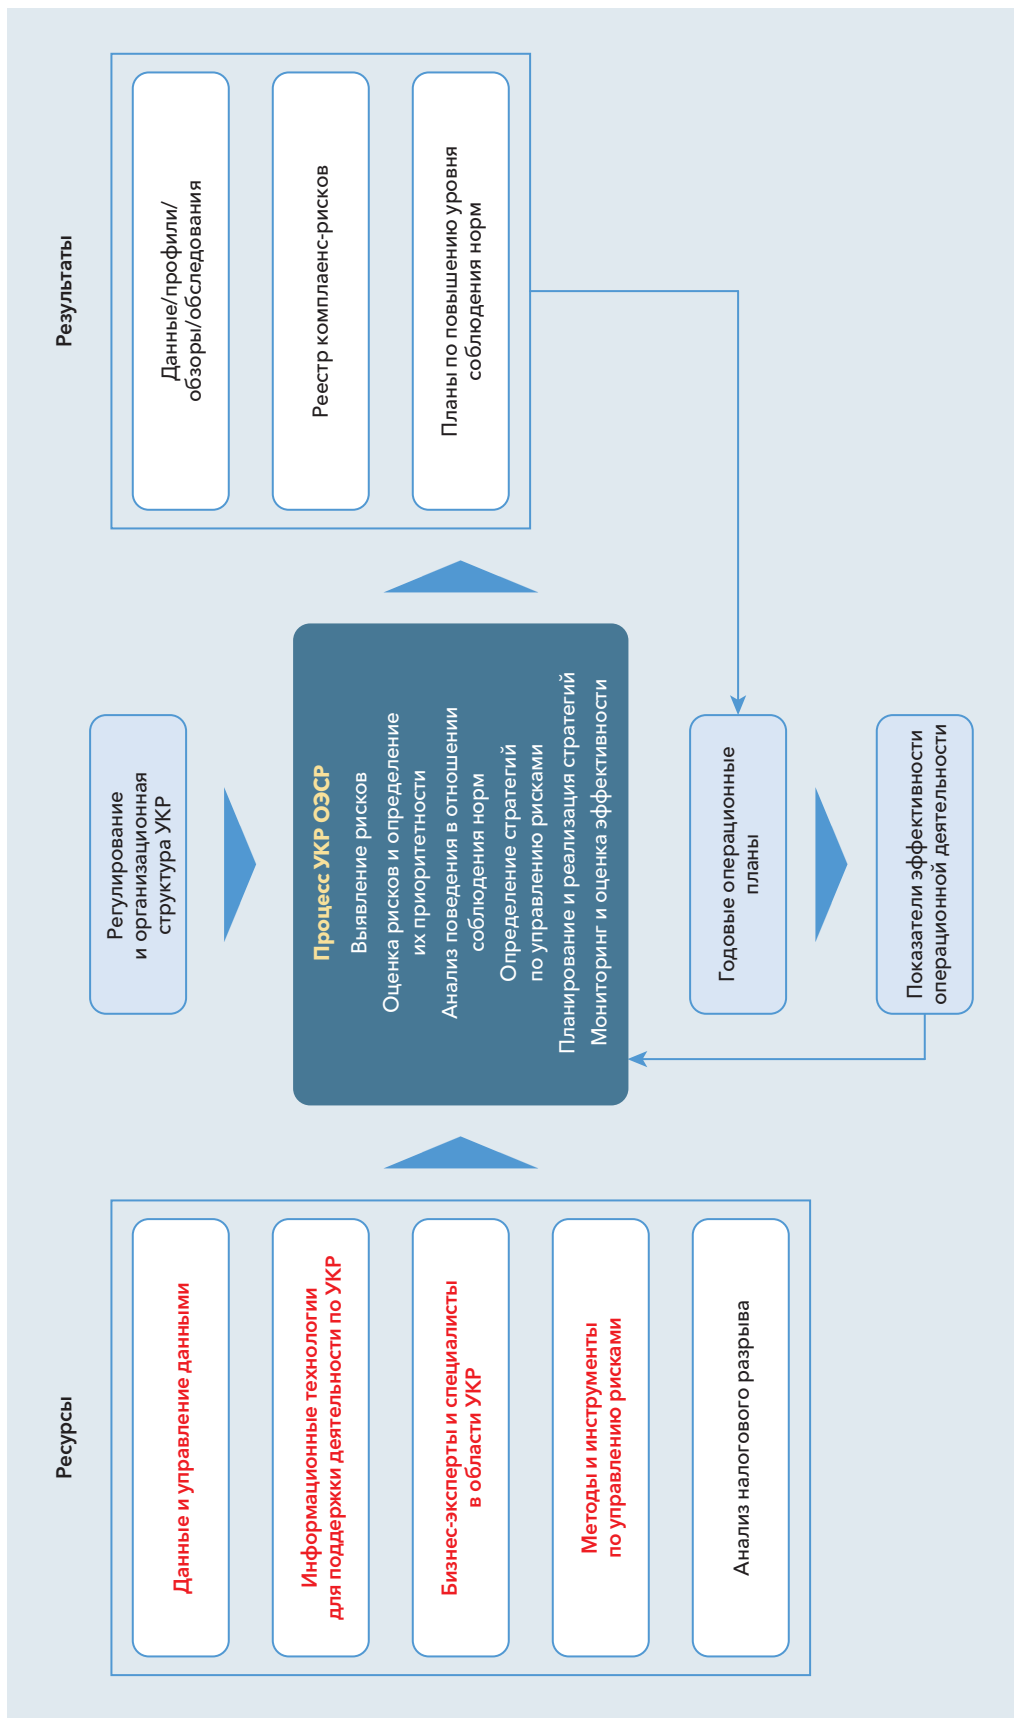 Ресурсы
Данные и управление данными
Информационные технологии
для поддержки деятельности по УКР
Бизнес-эксперты и специалисты
в области УКР
Методы и инструменты
по управлению рисками
Анализ налогового разрыва
Регулирование
и организационная
структура УКР
Процесс УКР ОЭСР
Выявление рисков
Оценка рисков и определение
их приоритетности
Анализ поведения в отношении
соблюдения норм
Определение стратегий
по управлению рисками
Планирование и реализация стратегий
Мониторинг и оценка эффективности
Годовые операционные
планы
Показатели эффективности
операционной деятельности
Результаты
Данные/профили/
обзоры/обследования
Реестр комплаенс-рисков
Планы по повышению уровня
соблюдения норм